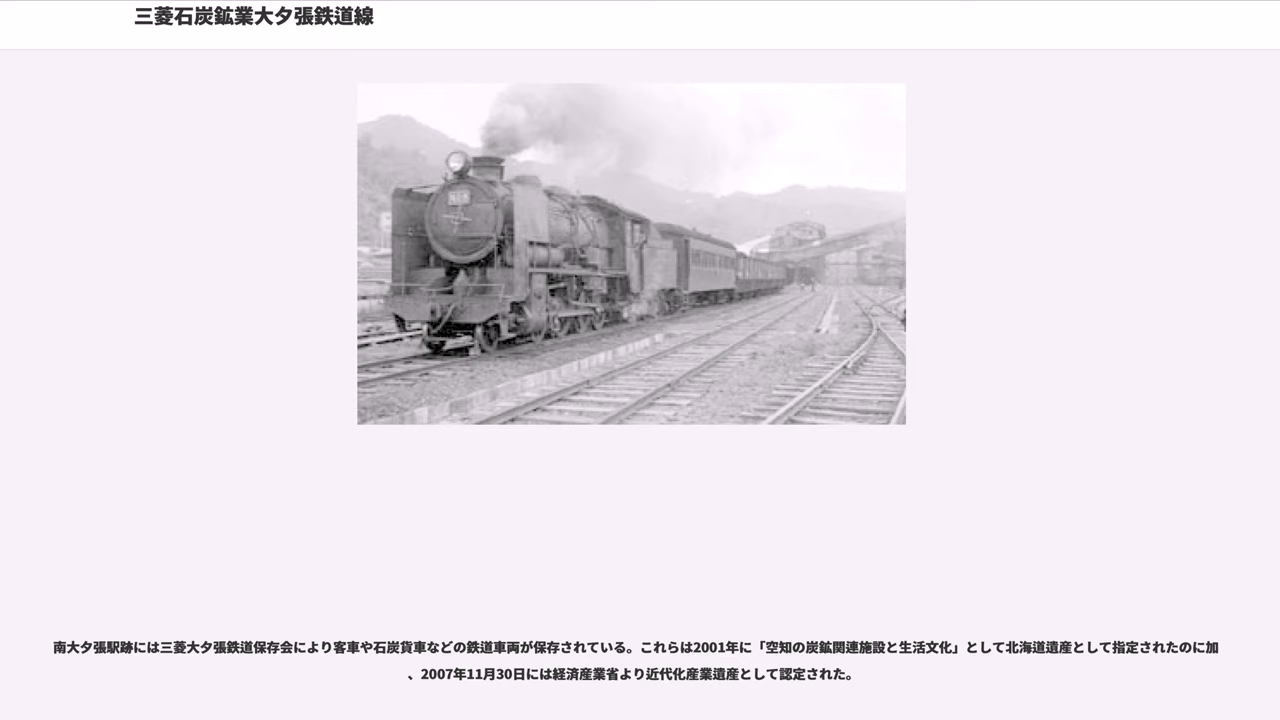 三菱石炭鉱業大夕張鉄道線
南大夕張駅跡には三菱大夕張鉄道保存会により客車や石炭貨車などの鉄道車両が保存されている。これらは2001年に「空知の炭鉱関連施設と生活文化」として北海道遺産として指定されたのに加
、2007年11月30日には経済産業省より近代化産業遺産として認定された。